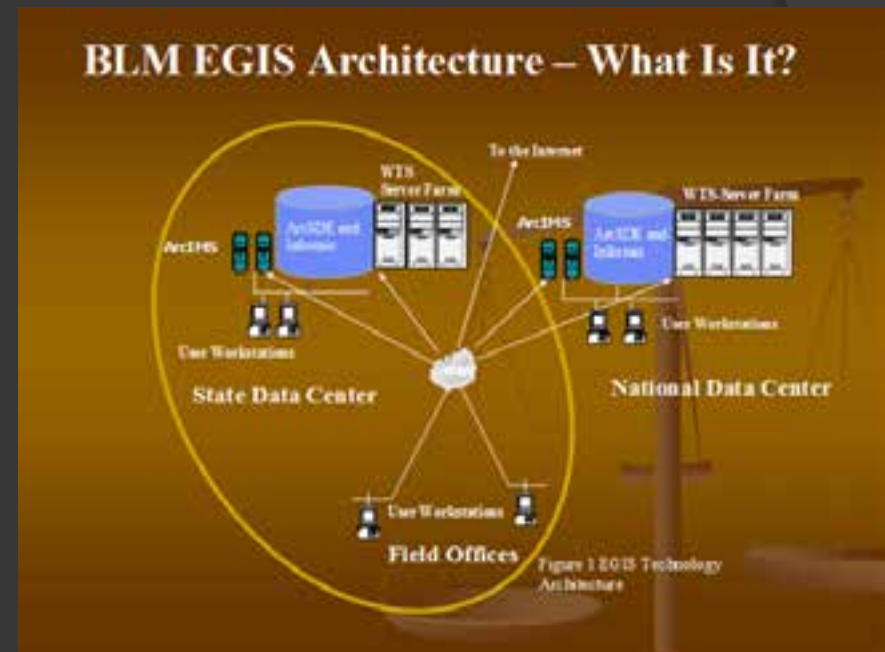 BLM EGIS Architecture – What Is It?
To the Internet
WTS
Server Farm
ArcIMS
ArcSDE and
Informix
User Workstations
State Data Center
WTS-Server Farm
ArcIMS
ArcSDE and
Informix
User Workstations
National Data Center
User Workstations
Field Offices
Figure 1 EGIS Technology
Architecture